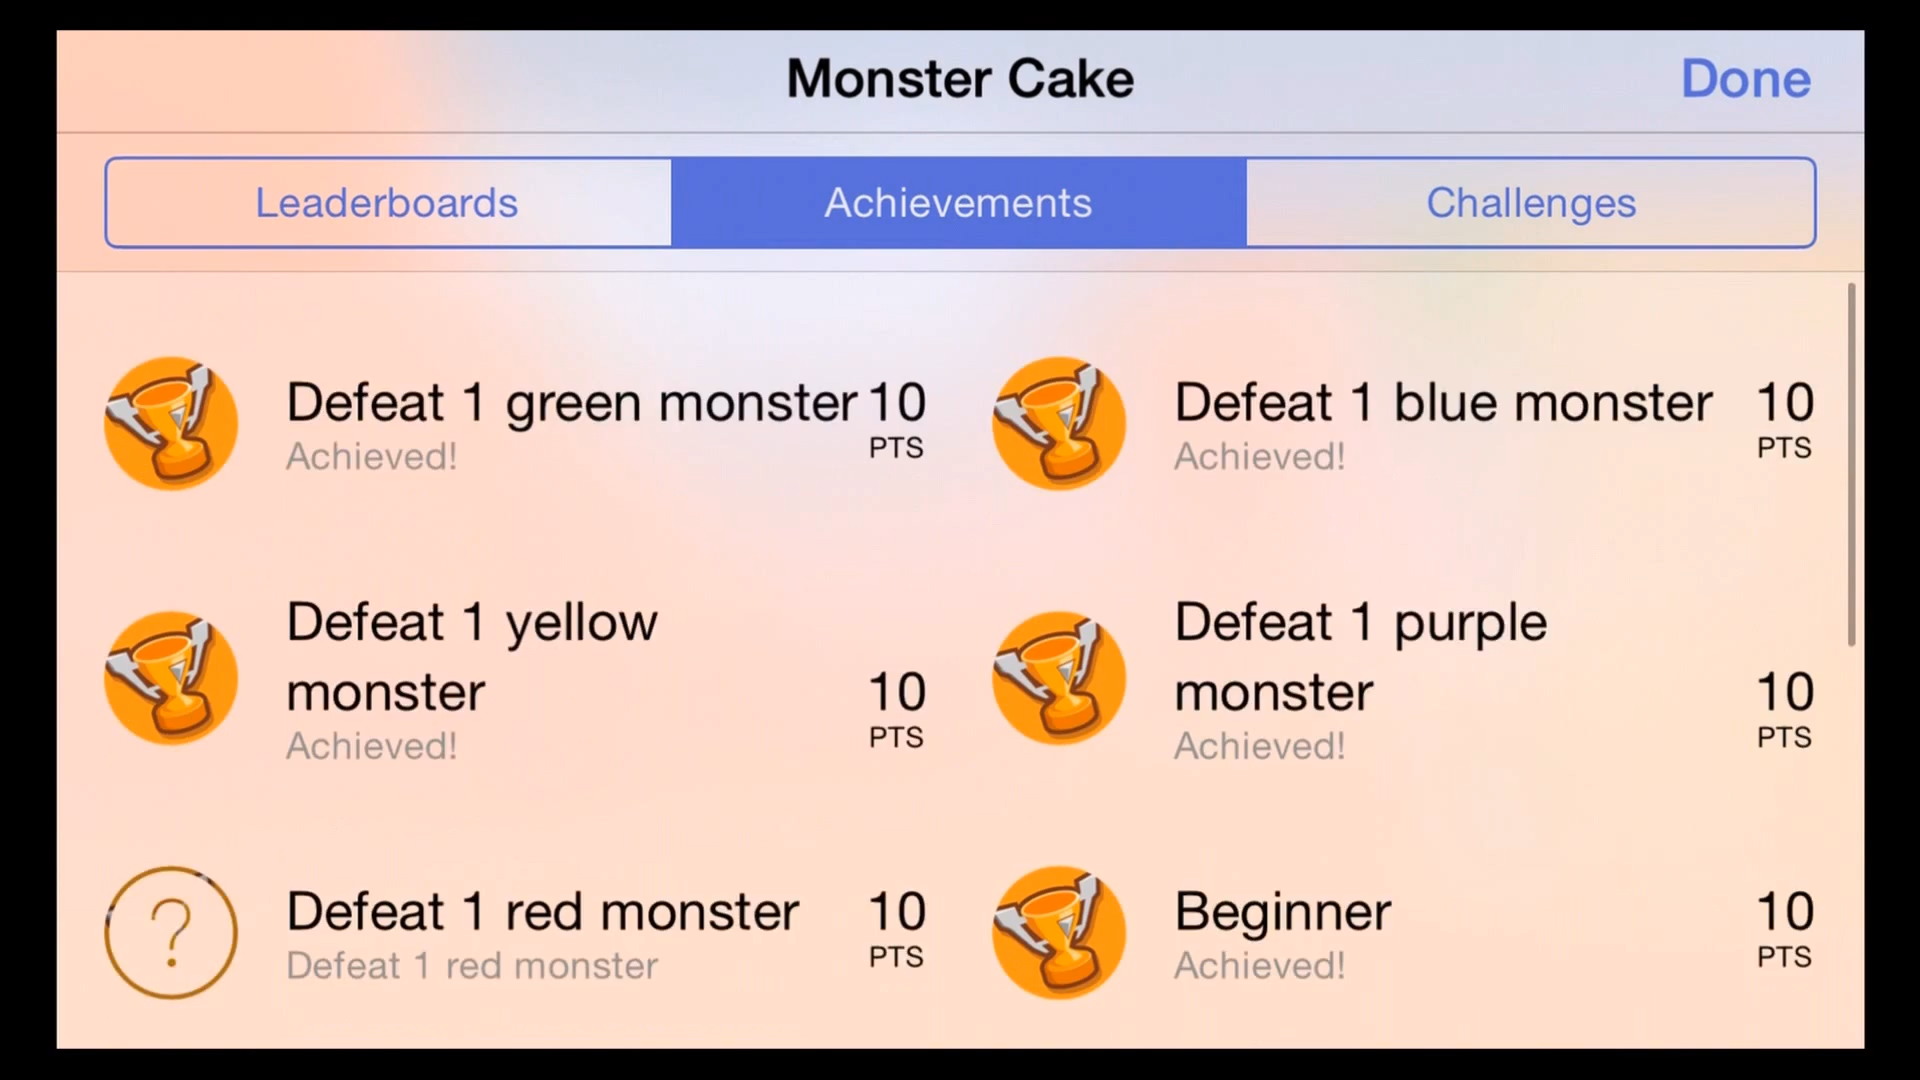 Monster Cake
Done
Leaderboards
Achievements
Challenges
Defeat 1 green monster
Achieved!
10
PTS
Defeat 1 blue monster
Achieved!
10
PTS
Defeat 1 yellow
monster
Achieved!
10
PTS
Defeat 1 purple
monster
Achieved!
10
PTS
?
Defeat 1 red monster
Defeat 1 red monster
10
PTS
Beginner
Achieved!
10
PTS